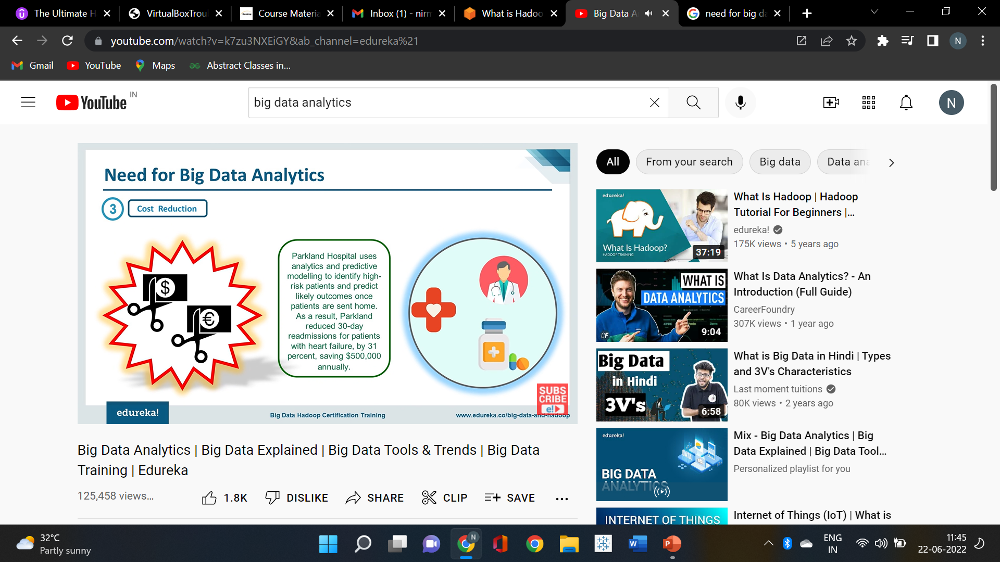 The Ultimate H
VirtualBoxTroul
Course Materia
Inbox (1) - nirm
What is Hadoo
Big Data A
need for big da
youtube.com/watch?v=k7zu3NXEiGY&ab_channel=edureka%21
N
Gmail
YouTube
Maps
Abstract Classes in...
YouTube IN
big data analytics
N
Need for Big Data Analytics
3 Cost Reduction
$
€
Parkland Hospital uses
analytics and predictive
modelling to identify high-
risk patients and predict
likely outcomes once
patients are sent home.
As a result, Parkland
reduced 30-day
readmissions for patients
with heart failure, by 31
percent, saving $500,000
annually.
SUBS
CRIBE
e!
edureka!
Big Data Hadoop Certification Training
www.edureka.co/big-data-and-hadoop
Big Data Analytics | Big Data Explained | Big Data Tools & Trends | Big Data
Training | Edureka
125,458 views...
1.8K
DISLIKE
SHARE
CLIP
SAVE
All
From your search
Big data
Data ana
edureka!
What Is Hadoop?
HADOOP TRAINING
37:19
What Is Hadoop | Hadoop
Tutorial For Beginners |...
edureka!
175K views • 5 years ago
WHAT IS
DATA ANALYTICS
CF
9:04
What Is Data Analytics? - An
Introduction (Full Guide)
CareerFoundry
307K views • 1 year ago
Big Data
in Hindi
3V's
6:58
What is Big Data in Hindi | Types
and 3V's Characteristics
Last moment tuitions
80K views • 2 years ago
edureka!
DATA
BIG DATA
ANALYTICS
Mix - Big Data Analytics | Big
Data Explained | Big Data Tool...
Personalized playlist for you
INTERNET OF THINGS
Internet of Things (IoT) | What is
32°C
Partly sunny
N
W
P
ENG
IN
11:45
22-06-2022